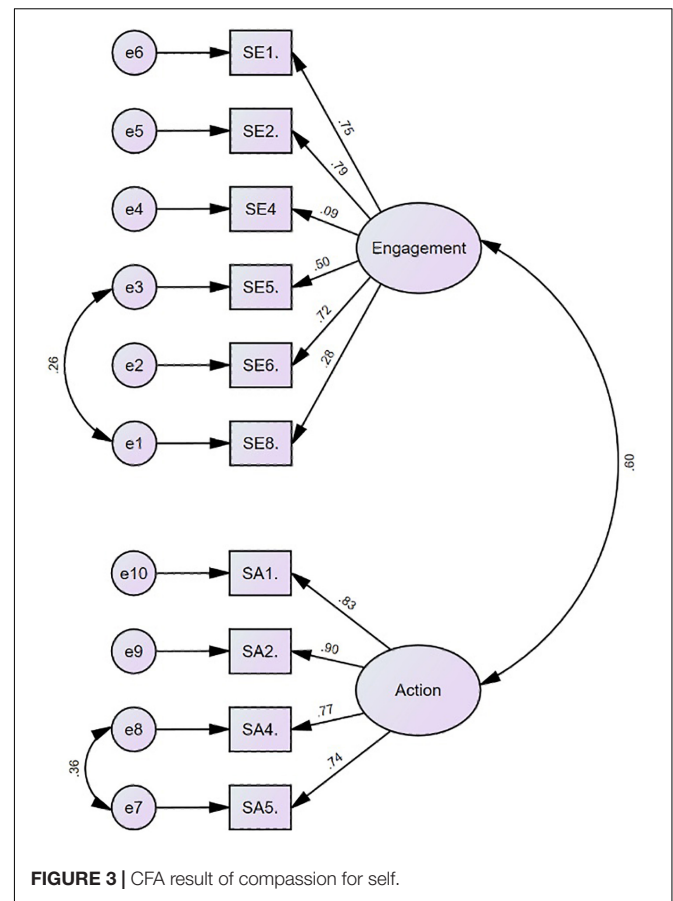 e6 SE1.
.75
e5 SE2.
.79
e4 SE4 .09
Engagement
e3 SE5. .50
.72
.26
e2 SE6.
.28
e1 SE8.
.60
e10 SA1.
.83
e9 SA2. .90
Action
e8 SA4. .77
.36
.74
e7 SA5.
FIGURE 3 | CFA result of compassion for self.